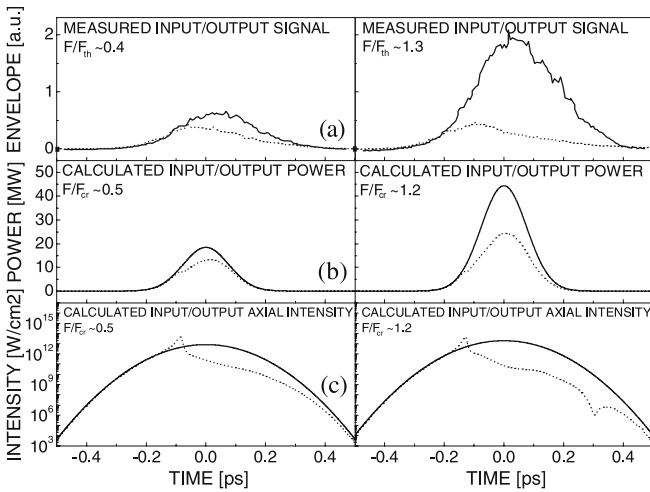 MEASURED INPUT/OUTPUT SIGNAL
F/Fth ~0.4
MEASURED INPUT/OUTPUT SIGNAL
F/Fth ~1.3
ENVELOPE [a.u.]
2
1
0
(a)
CALCULATED INPUT/OUTPUT POWER
F/Fcr ~0.5
CALCULATED INPUT/OUTPUT POWER
F/Fcr ~1.2
POWER [MW]
50
40
30
20
10
0
(b)
CALCULATED INPUT/OUTPUT AXIAL INTENSITY
F/Fcr ~0.5
CALCULATED INPUT/OUTPUT AXIAL INTENSITY
F/Fcr ~1.2
INTENSITY [W/cm2]
10^15
10^12
10^9
10^6
10^3
(c)
-0.4 -0.2 0.0 0.2 0.4
-0.4 -0.2 0.0 0.2 0.4
TIME [ps]
TIME [ps]